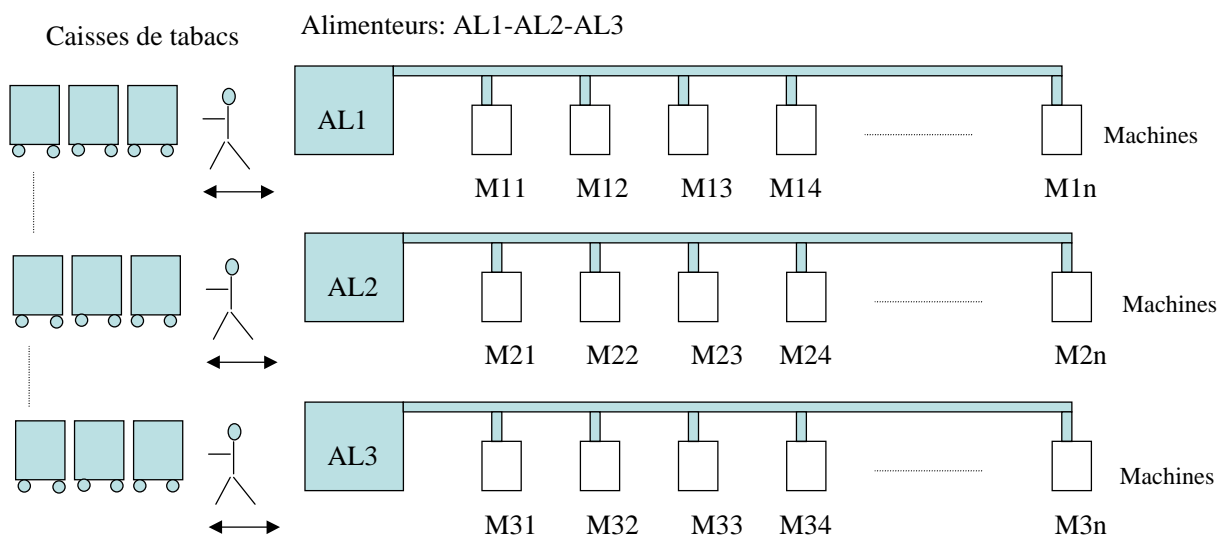 Caisses de tabacs
Alimenteurs: AL1-AL2-AL3
AL1
Machines
M11 M12 M13 M14 M1n
AL2
Machines
M21 M22 M23 M24 M2n
AL3
Machines
M31 M32 M33 M34 M3n